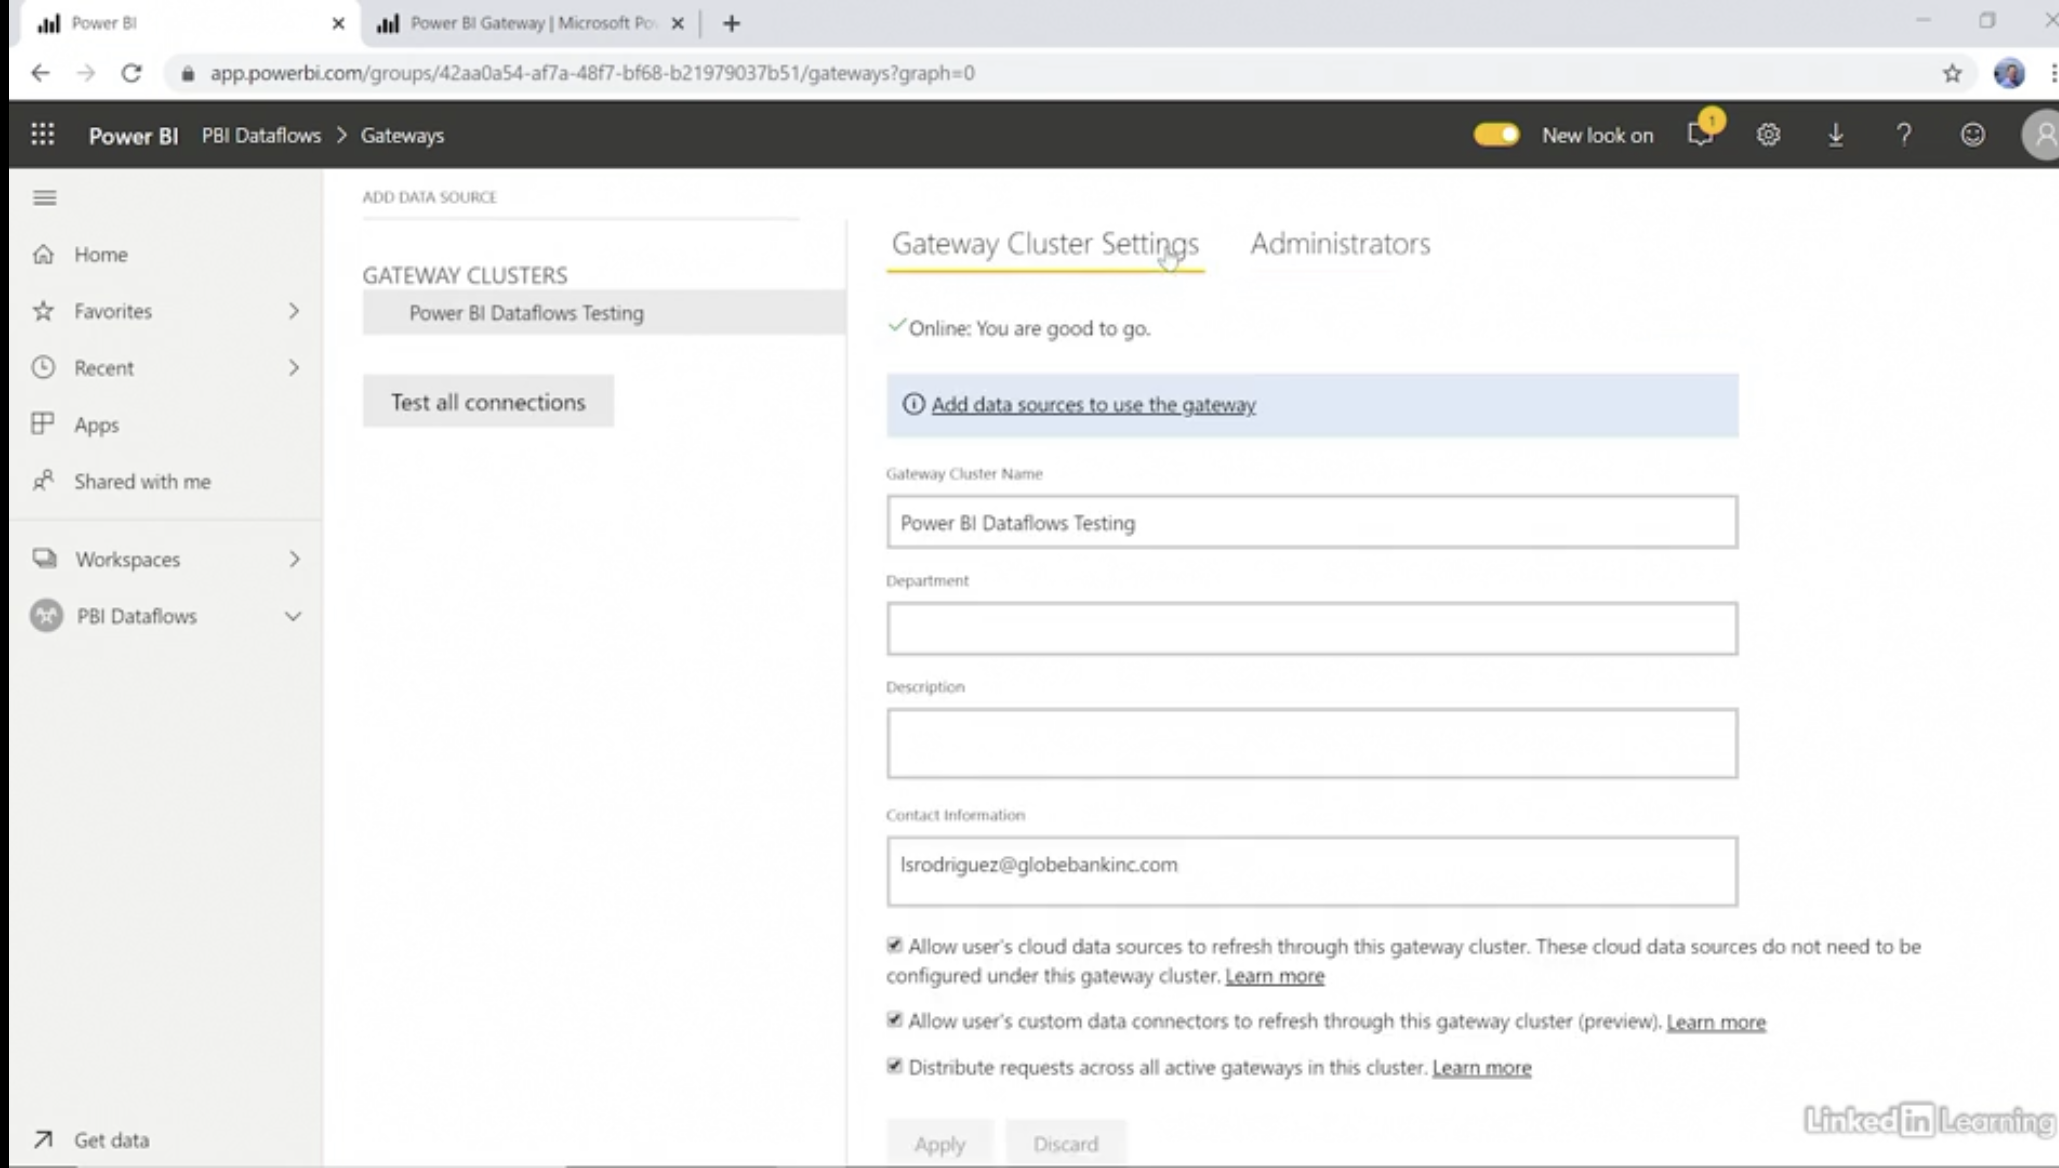 Power BI
Power BI Gateway | Microsoft Po
app.powerbi.com/groups/42aa0a54-af7a-48f7-bf68-b21979037b51/gateways?graph=0
Power BI PBI Dataflows > Gateways
New look on
1
?
ADD DATA SOURCE
Home
Favorites
Recent
Apps
Shared with me
Workspaces
PBI Dataflows
Get data
GATEWAY CLUSTERS
Power BI Dataflows Testing
Test all connections
Gateway Cluster Settings
Administrators
Online: You are good to go.
Add data sources to use the gateway
Gateway Cluster Name
Power BI Dataflows Testing
Department
Description
Contact Information
lsrodriguez@globebankinc.com
Allow user's cloud data sources to refresh through this gateway cluster. These cloud data sources do not need to be
configured under this gateway cluster. Learn more
Allow user's custom data connectors to refresh through this gateway cluster (preview). Learn more
Distribute requests across all active gateways in this cluster. Learn more
Apply
Discard
Linked in Learning